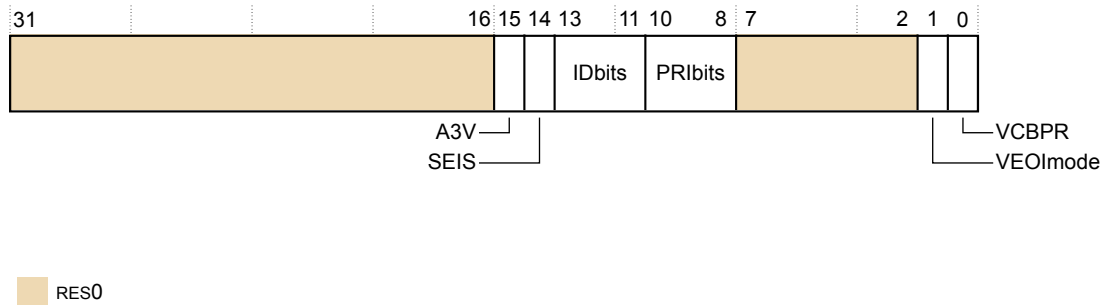 31 16 15 14 13 11 10 8 7 2 1 0
IDbits PRIbits
A3V VCBPR
SEIS VEOImode
RES0